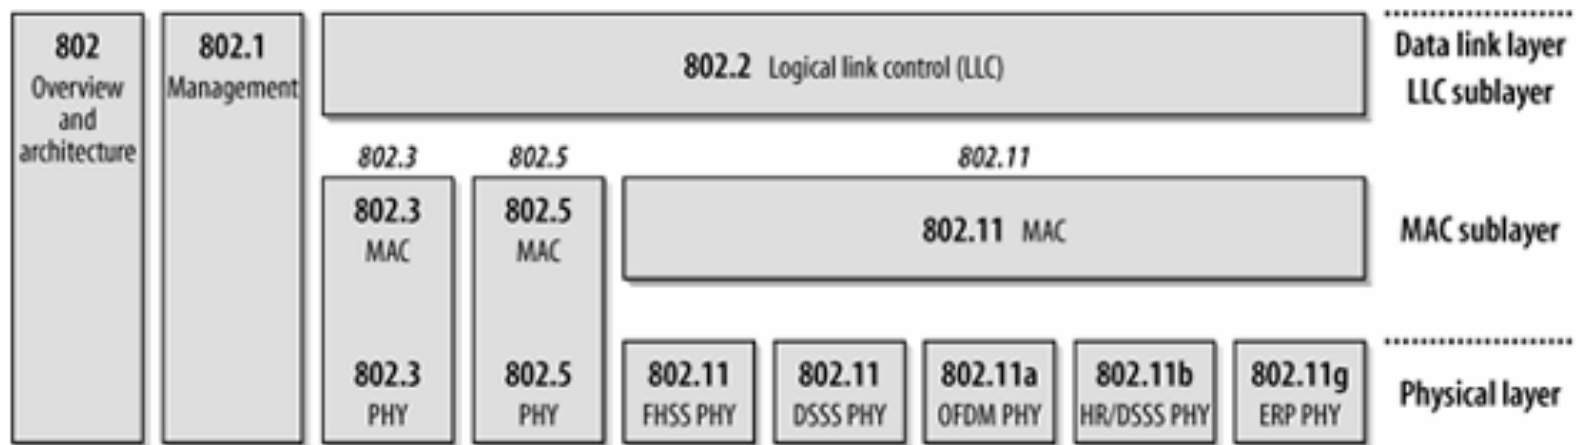 802
Overview
and
architecture
802.1
Management
802.2 Logical link control (LLC)
Data link layer
LLC sublayer
802.3
802.5
802.11
802.3
MAC
802.5
MAC
802.11 MAC
MAC sublayer
802.3
PHY
802.5
PHY
802.11
FHSS PHY
802.11
DSSS PHY
802.11a
OFDM PHY
802.11b
HR/DSSS PHY
802.11g
ERP PHY
Physical layer